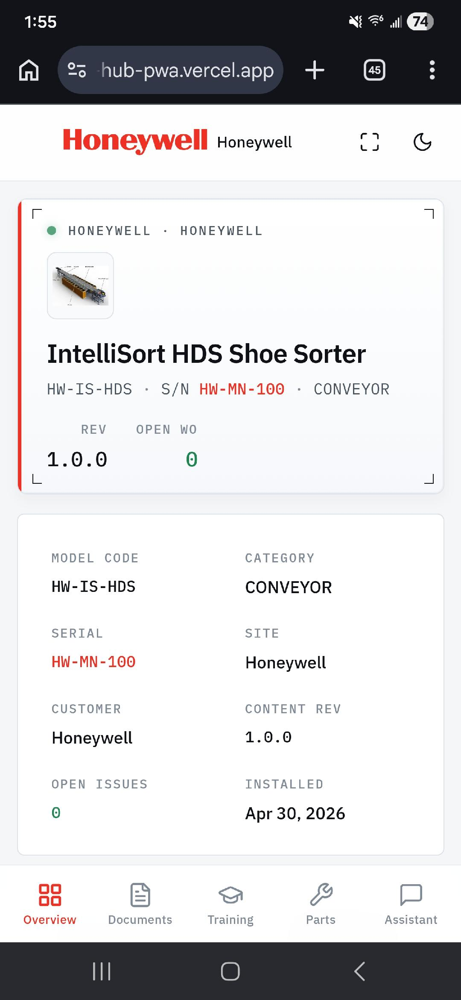 1:55
74
-hub-pwa.vercel.app
45
Honeywell Honeywell
HONEYWELL · HONEYWELL
IntelliSort HDS Shoe Sorter
HW-IS-HDS · S/N HW-MN-100 · CONVEYOR
REV OPEN WO
1.0.0 0
MODEL CODE CATEGORY
HW-IS-HDS CONVEYOR
SERIAL SITE
HW-MN-100 Honeywell
CUSTOMER CONTENT REV
Honeywell 1.0.0
OPEN ISSUES INSTALLED
0 Apr 30, 2026
Overview Documents Training Parts Assistant